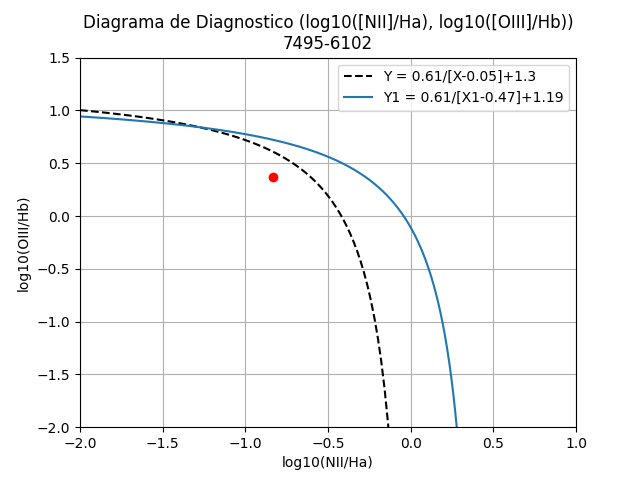 Diagrama de Diagnostico (log10([NII]/Ha), log10([OIII]/Hb))
7495-6102
Y = 0.61/[X-0.05]+1.3
Y1 = 0.61/[X1-0.47]+1.19
1.5
1.0
0.5
0.0
−0.5
−1.0
−1.5
−2.0
log10(OIII/Hb)
−2.0 −1.5 −1.0 −0.5 0.0 0.5 1.0
log10(NII/Ha)